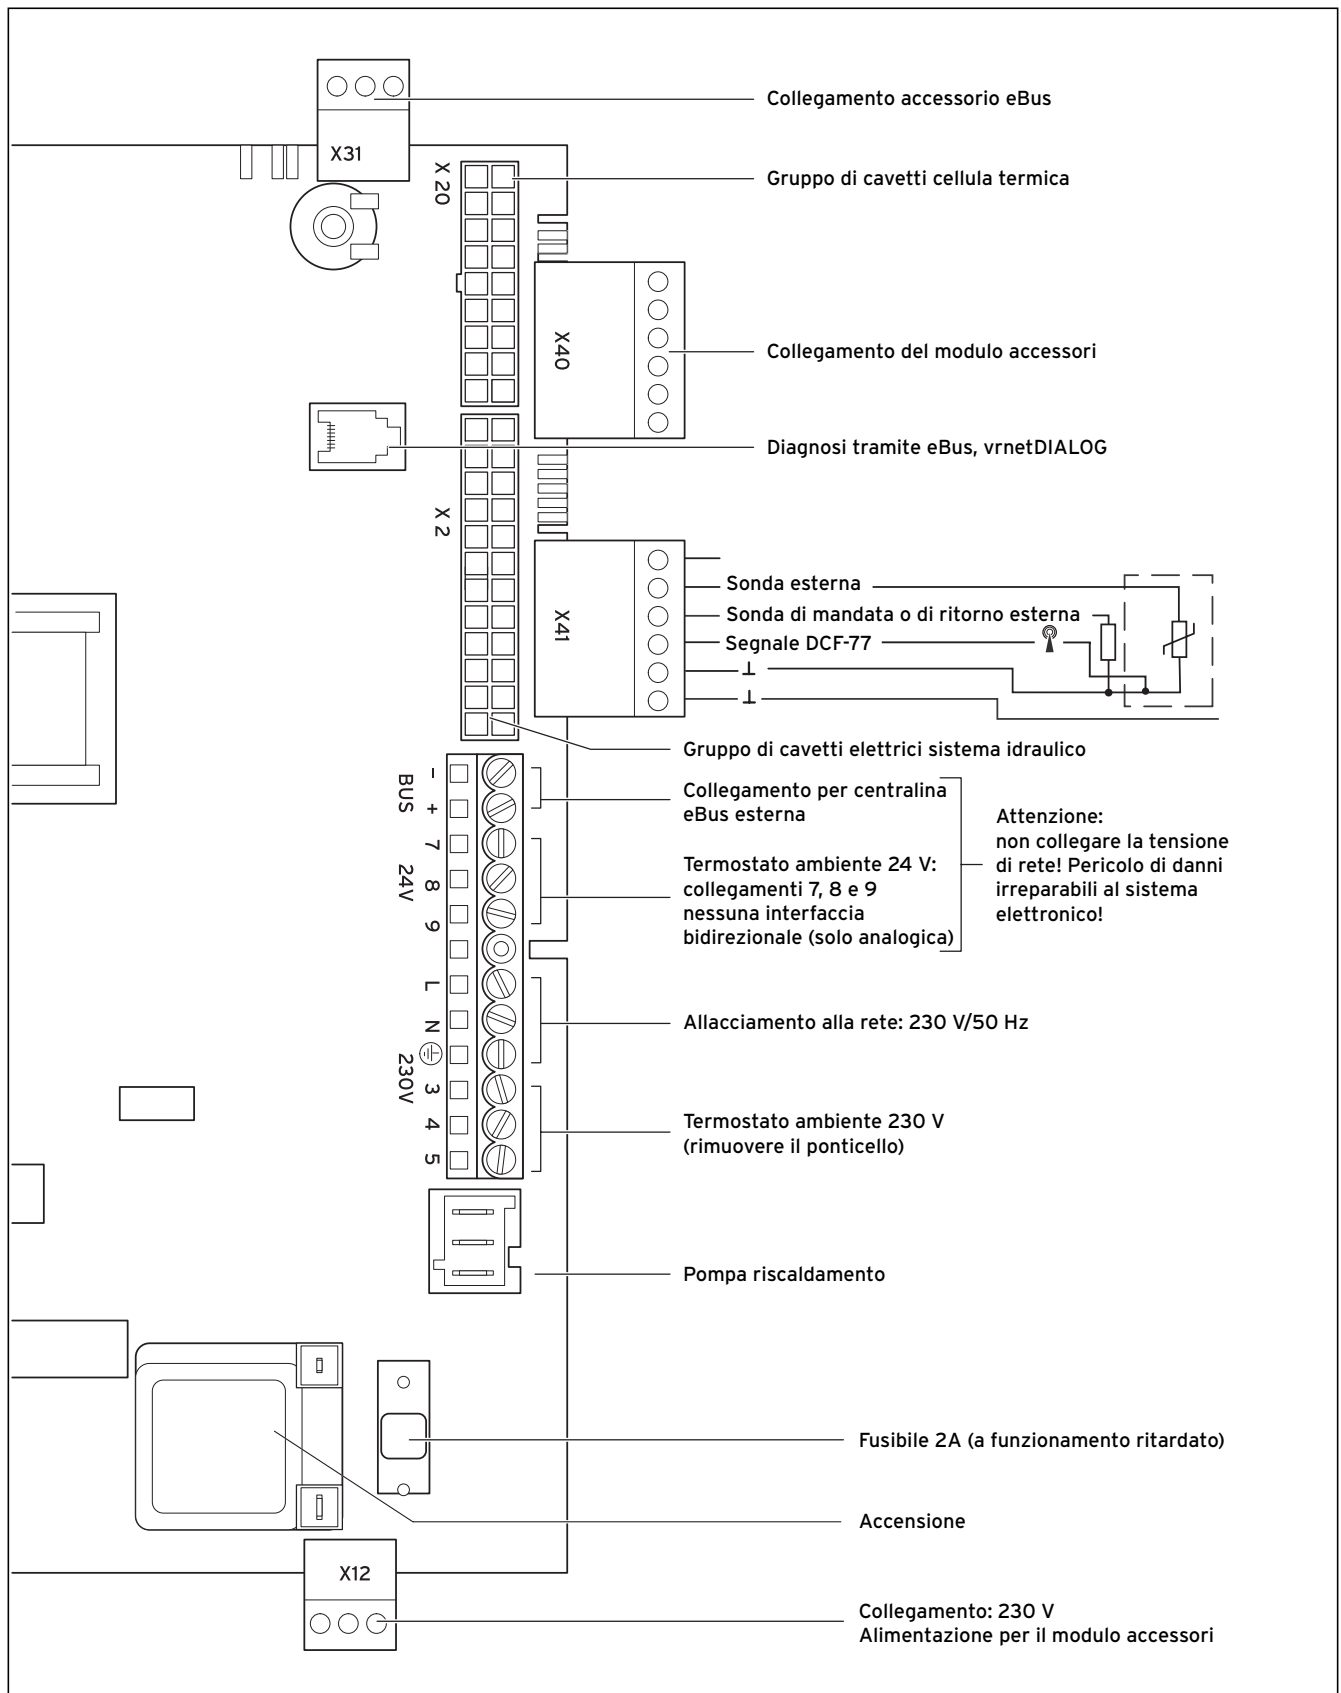 Collegamento accessorio eBus
X31
X 20
Gruppo di cavetti cellula termica
X40
Collegamento del modulo accessori
Diagnosi tramite eBus, vrnetDIALOG
X 2
X41
Sonda esterna
Sonda di mandata o di ritorno esterna
Segnale DCF-77
Gruppo di cavetti elettrici sistema idraulico
BUS
–
+
Collegamento per centralina
eBus esterna
24V
7
8
9
Termostato ambiente 24 V:
collegamenti 7, 8 e 9
nessuna interfaccia
bidirezionale (solo analogica)
Attenzione:
non collegare la tensione
di rete! Pericolo di danni
irreparabili al sistema
elettronico!
L
N
Allacciamento alla rete: 230 V/50 Hz
230V
3
4
5
Termostato ambiente 230 V
(rimuovere il ponticello)
Pompa riscaldamento
Fusibile 2A (a funzionamento ritardato)
Accensione
X12
Collegamento: 230 V
Alimentazione per il modulo accessori